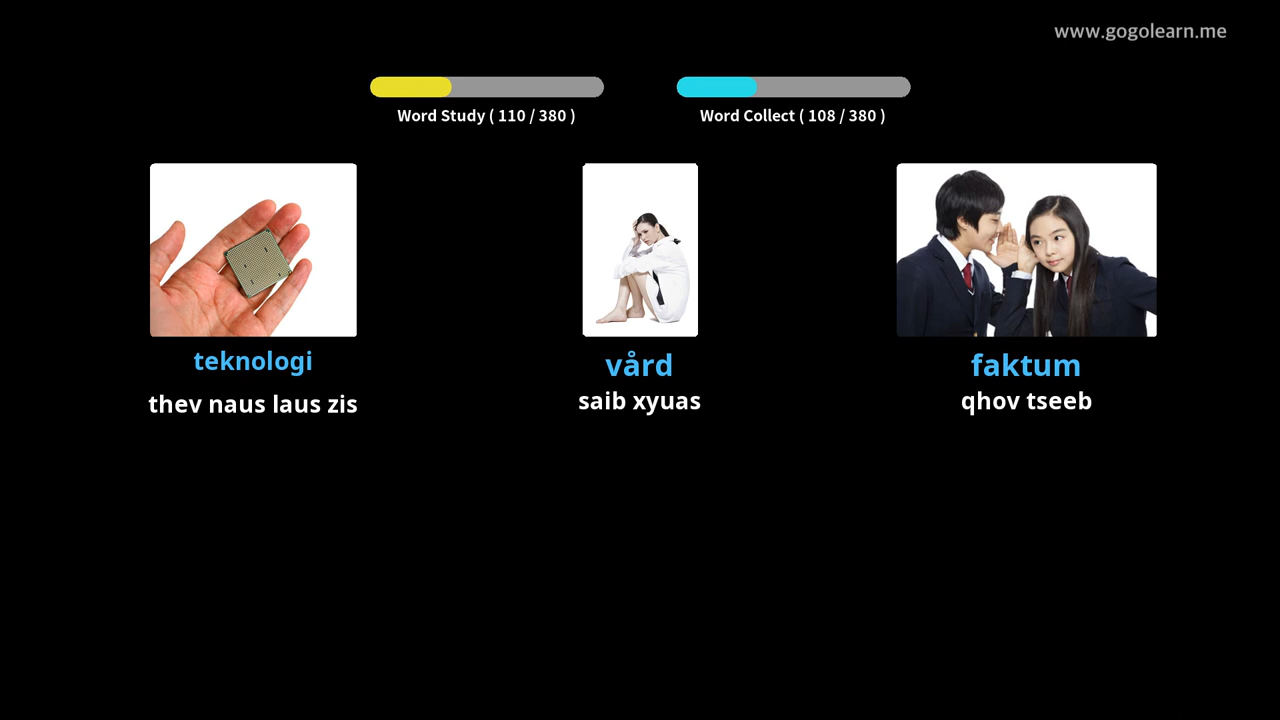 www.gogolearn.me
Word Study ( 110 / 380 )
Word Collect ( 108 / 380 )
teknologi
thev naus laus zis
vård
saib xyuas
faktum
qhov tseeb